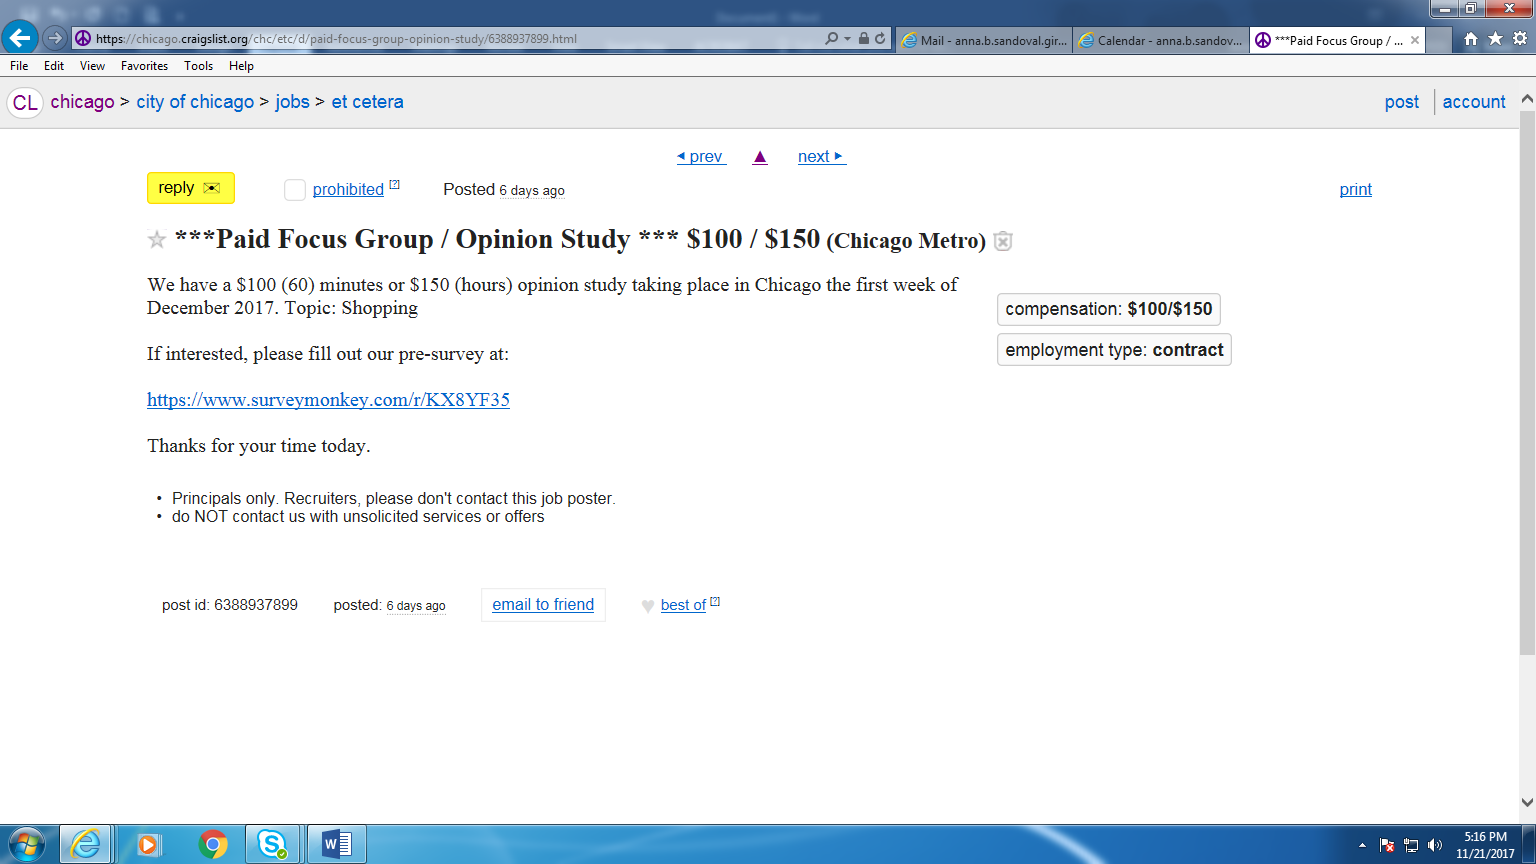 Document1 - Word
https://chicago.craigslist.org/chc/etc/d/paid-focus-group-opinion-study/6388937899.html
Mail - anna.b.sandoval.gir...
Calendar - anna.b.sandov...
***Paid Focus Group / ...
File Edit View Favorites Tools Help
CL chicago > city of chicago > jobs > et cetera
post account
◄ prev ▲ next ►
reply prohibited [?] Posted 6 days ago print
***Paid Focus Group / Opinion Study *** $100 / $150 (Chicago Metro)
We have a $100 (60) minutes or $150 (hours) opinion study taking place in Chicago the first week of
December 2017. Topic: Shopping
compensation: $100/$150
employment type: contract
If interested, please fill out our pre-survey at:
https://www.surveymonkey.com/r/KX8YF35
Thanks for your time today.
• Principals only. Recruiters, please don't contact this job poster.
• do NOT contact us with unsolicited services or offers
post id: 6388937899 posted: 6 days ago email to friend ♥ best of [?]
5:16 PM
11/21/2017